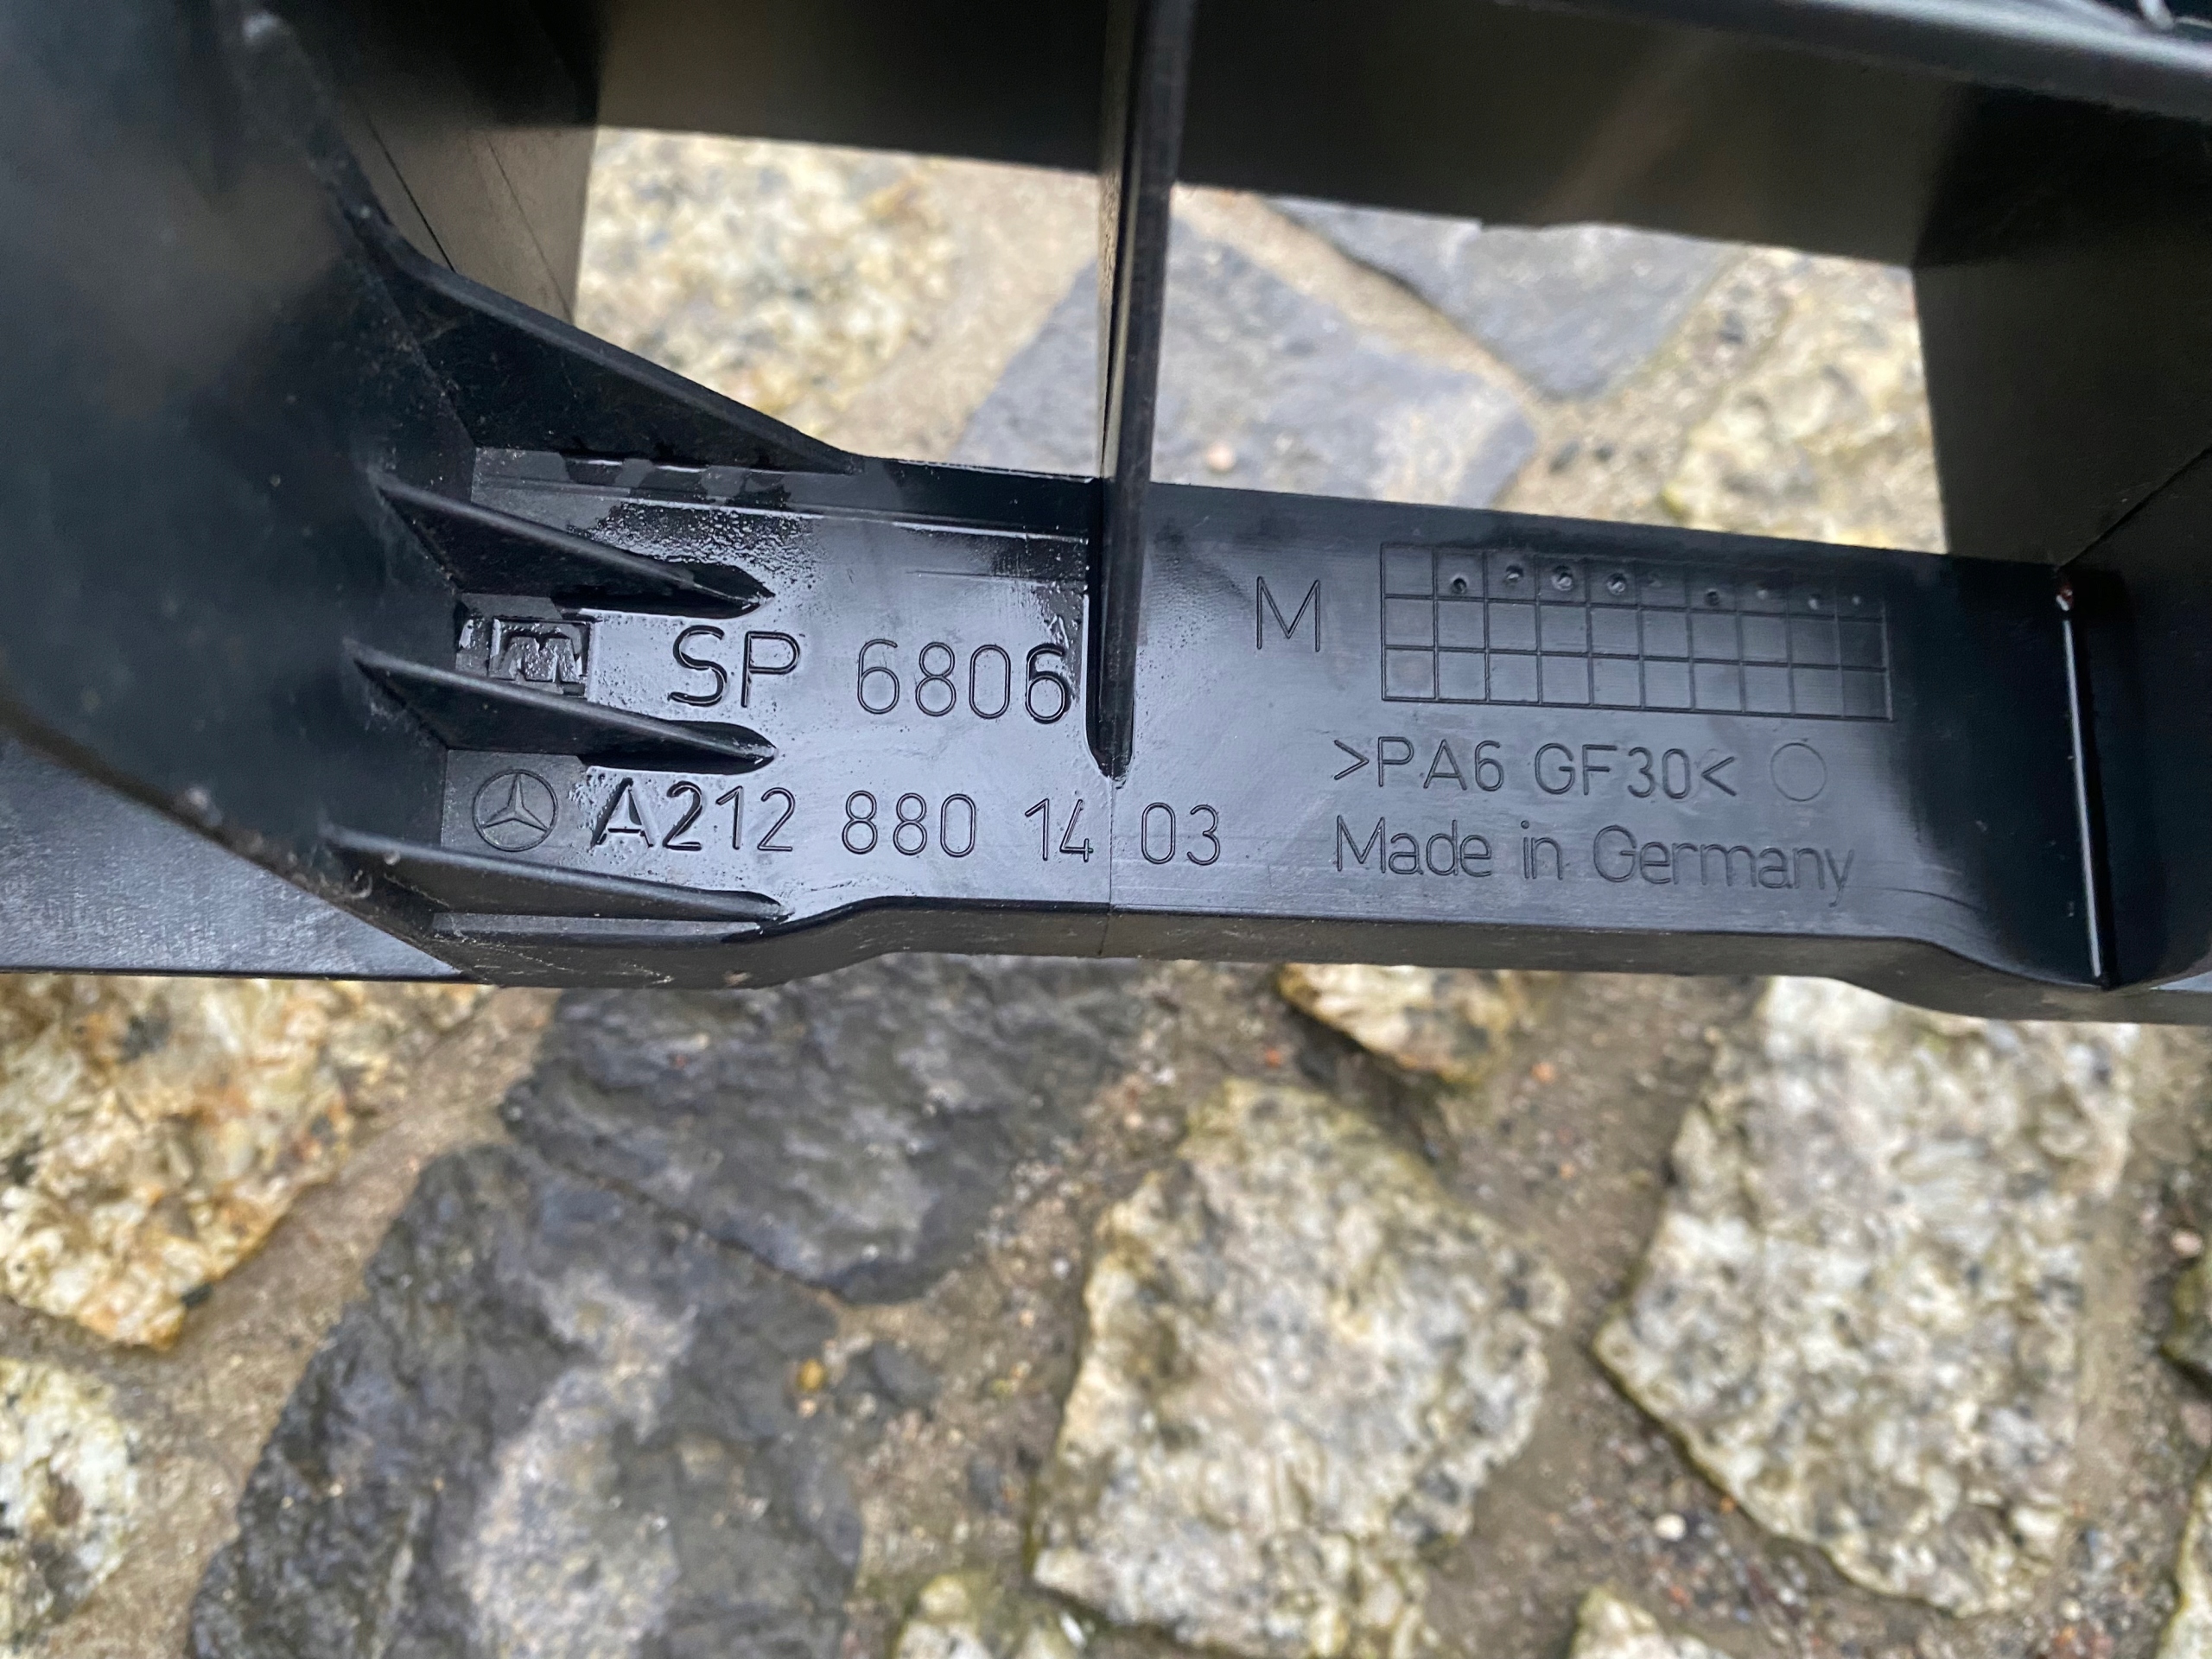 M SP 6806
A212 880 14 03
M
>PA6 GF30<
Made in Germany